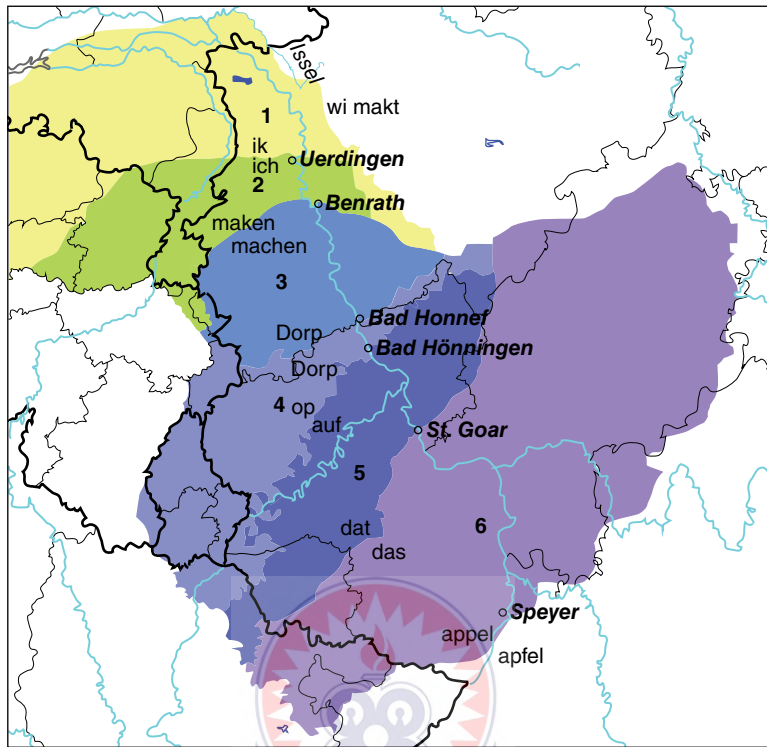 Issel
1
wi makt
ik
ich
Uerdingen
2
Benrath
maken
machen
3
Bad Honnef
Dorp
Bad Hönningen
Dorp
4 op
auf
St. Goar
5
dat
6
das
Speyer
appel
apfel